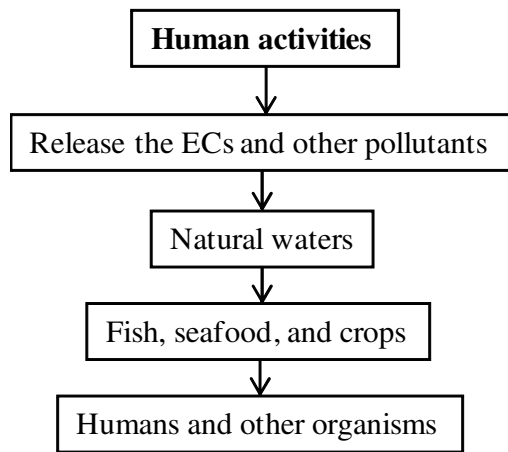 Human activities
Release the ECs and other pollutants
Natural waters
Fish, seafood, and crops
Humans and other organisms